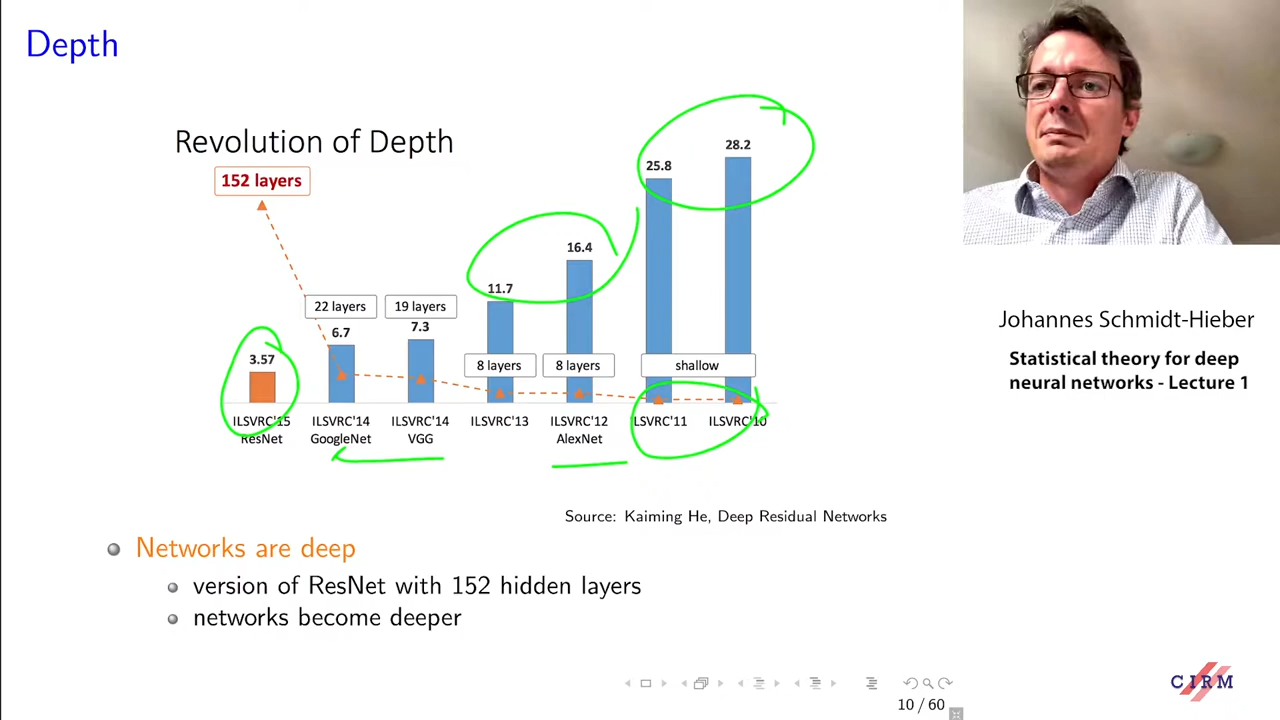 Depth
Revolution of Depth
152 layers
28.2
25.8
16.4
11.7
22 layers
19 layers
6.7
7.3
3.57
8 layers
8 layers
shallow
ILSVRC'15
ResNet
ILSVRC'14
GoogleNet
ILSVRC'14
VGG
ILSVRC'13
ILSVRC'12
AlexNet
ILSVRC'11
ILSVRC'10
Source: Kaiming He, Deep Residual Networks
Networks are deep
version of ResNet with 152 hidden layers
networks become deeper
10 / 60
Johannes Schmidt-Hieber
Statistical theory for deep
neural networks - Lecture 1
CIRM